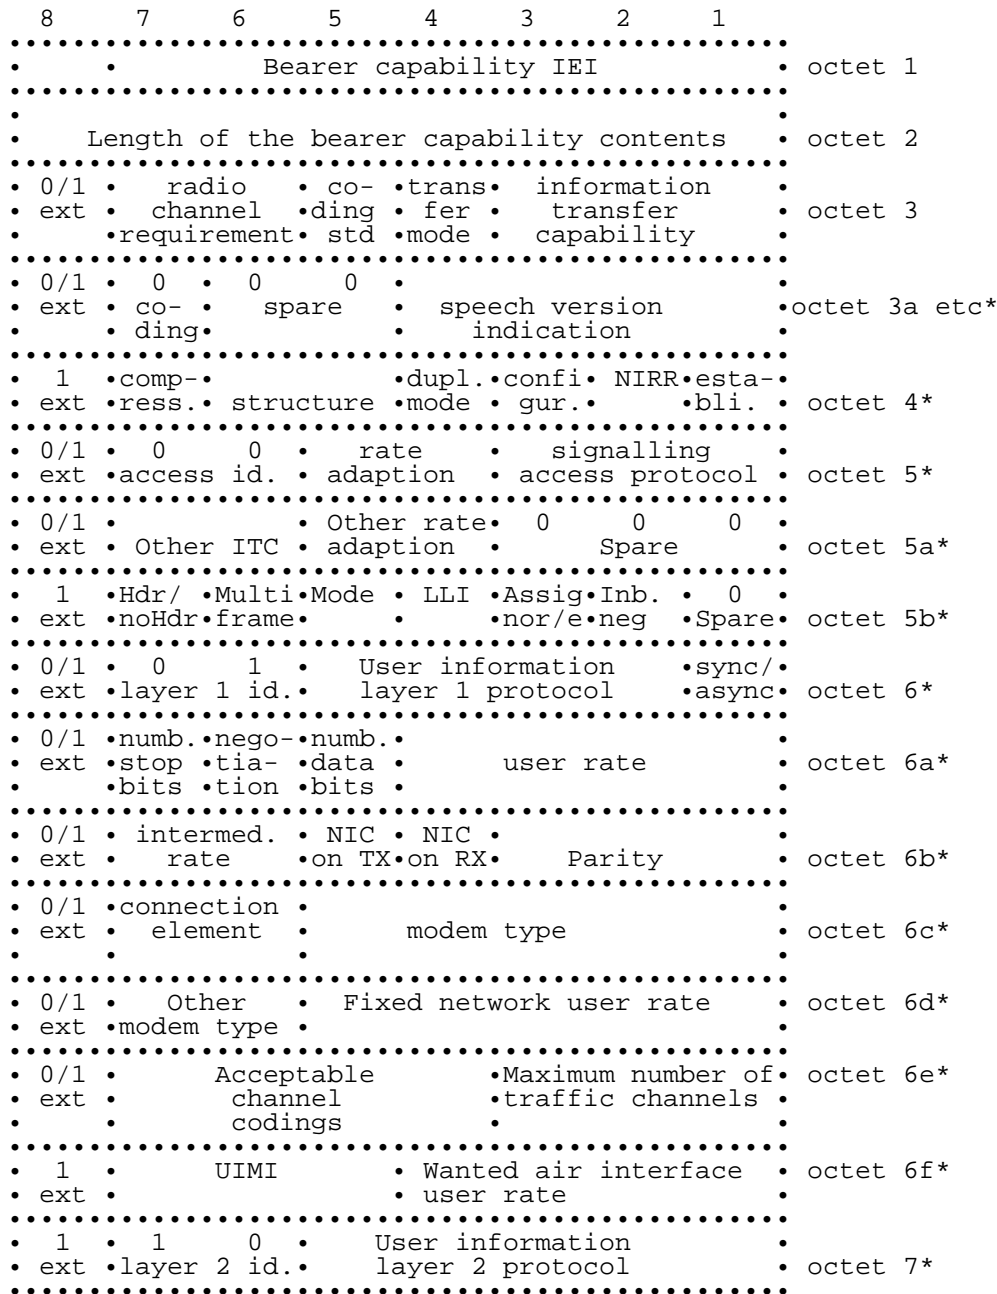 8 7 6 5 4 3 2 1
Bearer capability IEI octet 1
Length of the bearer capability contents octet 2
0/1 radio co- trans information
ext channel ding fer transfer octet 3
requirement std mode capability
0/1 0 0 0
ext co- spare speech version octet 3a etc*
ding indication
1 comp- dupl. confi NIRR esta-
ext ress. structure mode gur. bli. octet 4*
0/1 0 0 rate signalling
ext access id. adaption access protocol octet 5*
0/1 Other rate 0 0 0
ext Other ITC adaption Spare octet 5a*
1 Hdr/ Multi Mode LLI Assig Inb. 0
ext noHdr frame nor/e neg Spare octet 5b*
0/1 0 1 User information sync/
ext layer 1 id. layer 1 protocol async octet 6*
0/1 numb. nego- numb.
ext stop tia- data user rate octet 6a*
bits tion bits
0/1 intermed. NIC NIC
ext rate on TX on RX Parity octet 6b*
0/1 connection
ext element modem type octet 6c*
0/1 Other Fixed network user rate octet 6d*
ext modem type
0/1 Acceptable Maximum number of octet 6e*
ext channel traffic channels
codings
1 UIMI Wanted air interface octet 6f*
ext user rate
1 1 0 User information
ext layer 2 id. layer 2 protocol octet 7*